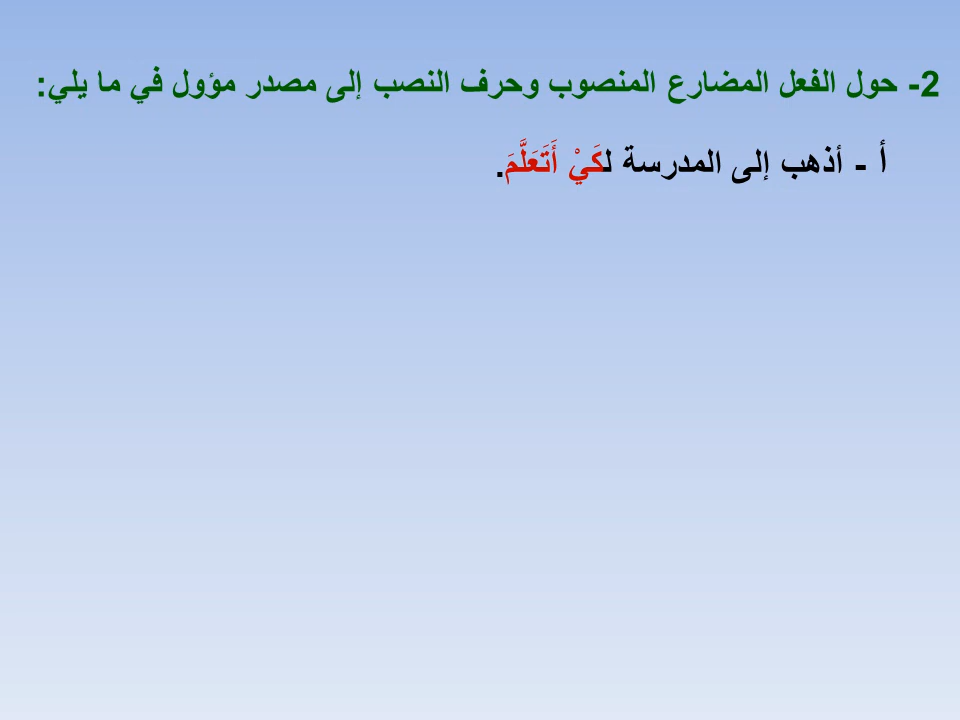 2- حول الفعل المضارع المنصوب وحرف النصب إلى مصدر مؤول في ما يلي:
أ - أذهب إلى المدرسة لكَيْ أَتَعَلَّمَ.